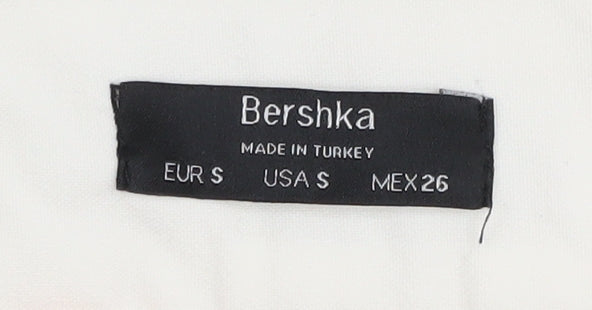 Bershka
MADE IN TURKEY
EUR S USA S MEX 26